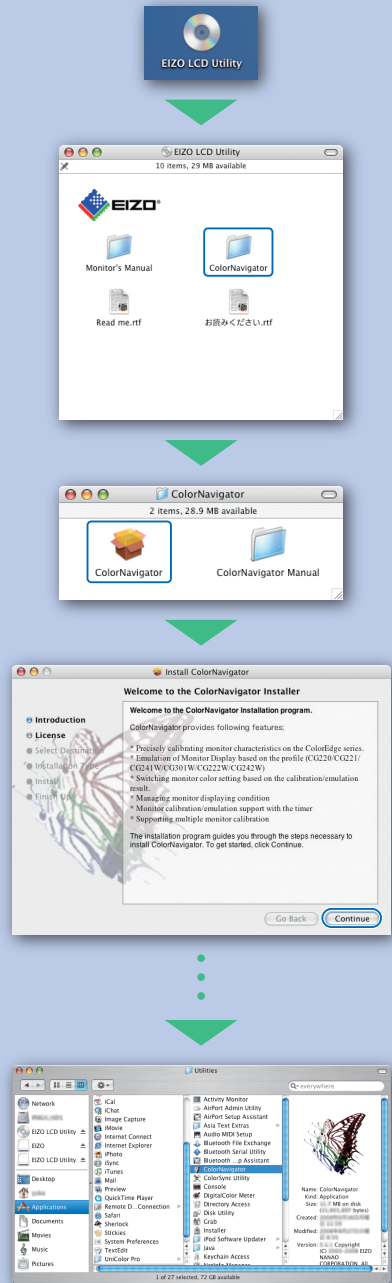 EIZO LCD Utility
EIZO LCD Utility
10 items, 29 MB available
EIZO
Monitor's Manual
ColorNavigator
Read me.rtf
お読みください.rtf
ColorNavigator
2 items, 28.9 MB available
ColorNavigator
ColorNavigator Manual
Install ColorNavigator
Welcome to the ColorNavigator Installer
Introduction
License
Select Destination
Installation Type
Install
Finish Up
Welcome to the ColorNavigator Installation program.
ColorNavigator provides following features;
* Precisely calibrating monitor characteristics on the ColorEdge series.
* Emulation of Monitor Display based on the profile (CG220/CG221/
CG241W/CG301W/CG222W/CG242W)
* Switching monitor color setting based on the calibration/emulation
result.
* Managing monitor displaying condition
* Monitor calibration/emulation support with the timer
* Supporting multiple monitor calibration
The installation program guides you through the steps necessary to
install ColorNavigator. To get started, click Continue.
Go Back
Continue
Utilities
everywhere
Network
EIZO LCD Utility
EIZO
EIZO LCD Utility
Desktop
Applications
Documents
Movies
Music
Pictures
iCal
iChat
Image Capture
iMovie
Internet Connect
Internet Explorer
iPhoto
iSync
iTunes
Mail
Preview
QuickTime Player
Remote D...Connection
Safari
Sherlock
Stickies
System Preferences
TextEdit
UniColor Pro
Activity Monitor
AirPort Admin Utility
AirPort Setup Assistant
Asia Text Extras
Audio MIDI Setup
Bluetooth File Exchange
Bluetooth Serial Utility
Bluetooth ...p Assistant
ColorNavigator
ColorSync Utility
Console
DigitalColor Meter
Directory Access
Disk Utility
Grab
Installer
iPod Software Updater
Java
Keychain Access
Name: ColorNavigator
Kind: Application
Size: MB on disk
bytes)
Created:
Modified:
Version: Copyright
(C) EIZO
NANAO
CORPORATION. All
1 of 27 selected, 72 GB available